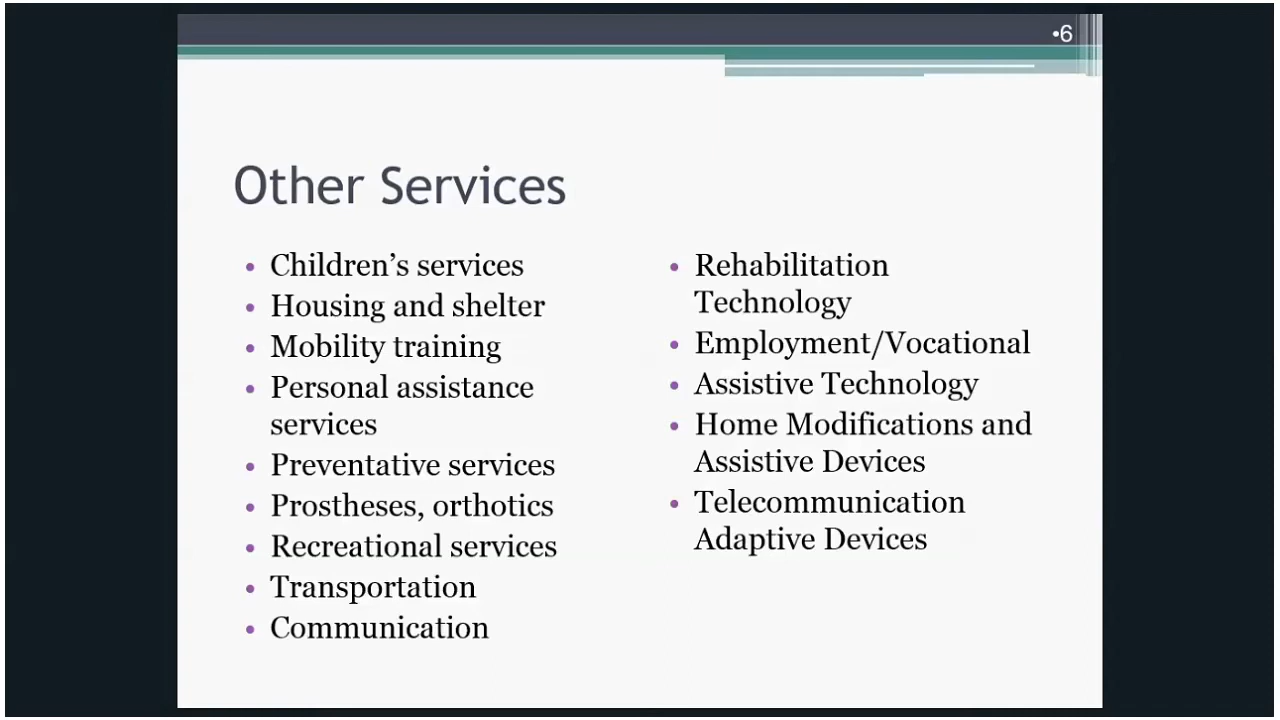 •6
Other Services
• Children’s services
• Housing and shelter
• Mobility training
• Personal assistance
services
• Preventative services
• Prostheses, orthotics
• Recreational services
• Transportation
• Communication
• Rehabilitation
Technology
• Employment/Vocational
• Assistive Technology
• Home Modifications and
Assistive Devices
• Telecommunication
Adaptive Devices